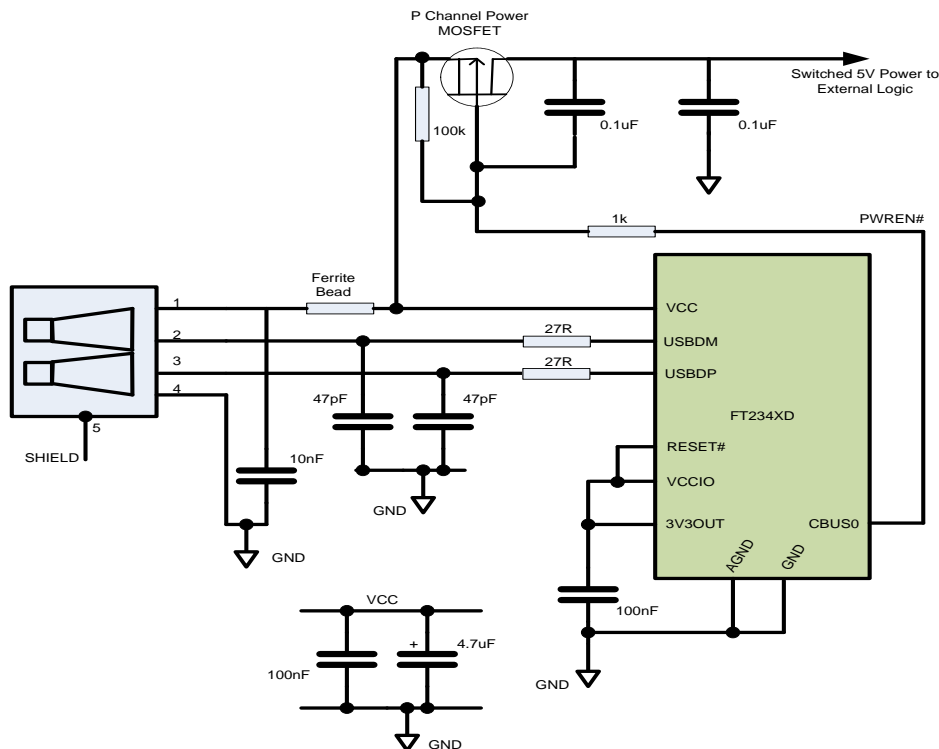 P Channel Power
MOSFET
Switched 5V Power to
External Logic
100k
0.1uF
0.1uF
1k
PWREN#
Ferrite
Bead
1
2
3
4
5
SHIELD
27R
27R
VCC
USBDM
USBDP
FT234XD
RESET#
VCCIO
3V3OUT
CBUS0
AGND
GND
47pF
47pF
10nF
GND
GND
100nF
GND
VCC
100nF
+
4.7uF
GND